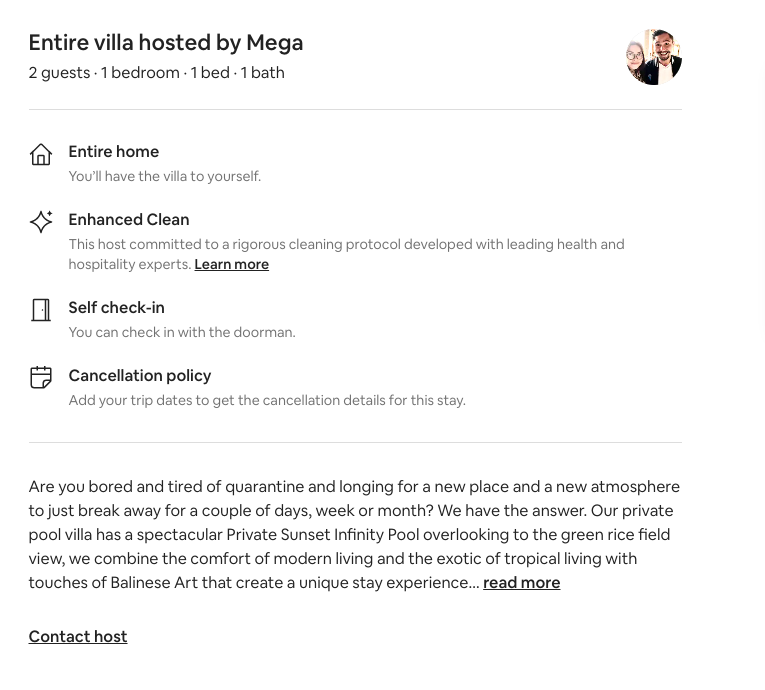 Entire villa hosted by Mega
2 guests · 1 bedroom · 1 bed · 1 bath
Entire home
You’ll have the villa to yourself.
Enhanced Clean
This host committed to a rigorous cleaning protocol developed with leading health and
hospitality experts. Learn more
Self check-in
You can check in with the doorman.
Cancellation policy
Add your trip dates to get the cancellation details for this stay.
Are you bored and tired of quarantine and longing for a new place and a new atmosphere
to just break away for a couple of days, week or month? We have the answer. Our private
pool villa has a spectacular Private Sunset Infinity Pool overlooking to the green rice field
view, we combine the comfort of modern living and the exotic of tropical living with
touches of Balinese Art that create a unique stay experience... read more
Contact host